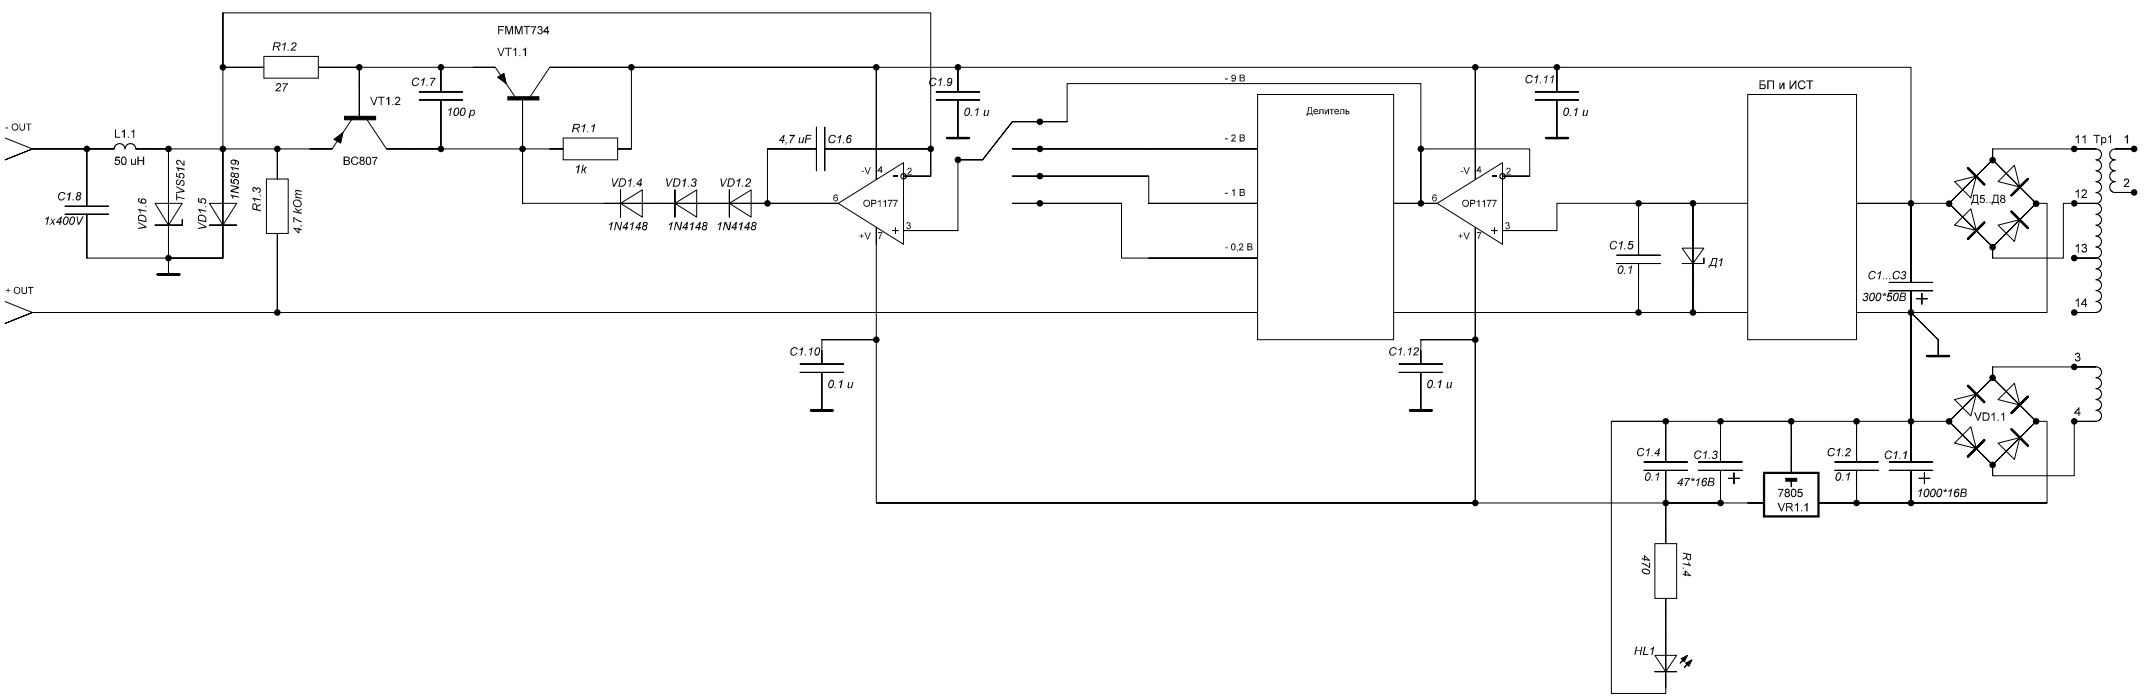 FMMT734
VT1.1
R1.2
27
VT1.2
BC807
C1.7
100 p
R1.1
1k
- OUT
L1.1
50 uH
C1.8
1x400V
VD1.6
TVS512
VD1.5
1N5819
R1.3
4.7 kOm
+ OUT
VD1.4
1N4148
VD1.3
1N4148
VD1.2
1N4148
4,7 uF
C1.6
-V
4
2
6
OP1177
3
+V
7
C1.9
0.1 u
C1.10
0.1 u
- 9 В
- 2 В
- 1 В
- 0,2 В
Делитель
-V
4
2
6
OP1177
3
+V
7
C1.11
0.1 u
C1.12
0.1 u
C1.5
0.1
Д1
БП и ИСТ
Д5..Д8
C1...C3
300*50В
+
11
Тр1
1
12
2
13
14
3
4
VD1.1
C1.4
0.1
C1.3
47*16В
+
7805
VR1.1
C1.2
0.1
C1.1
+
1000*16В
R1.4
470
HL1